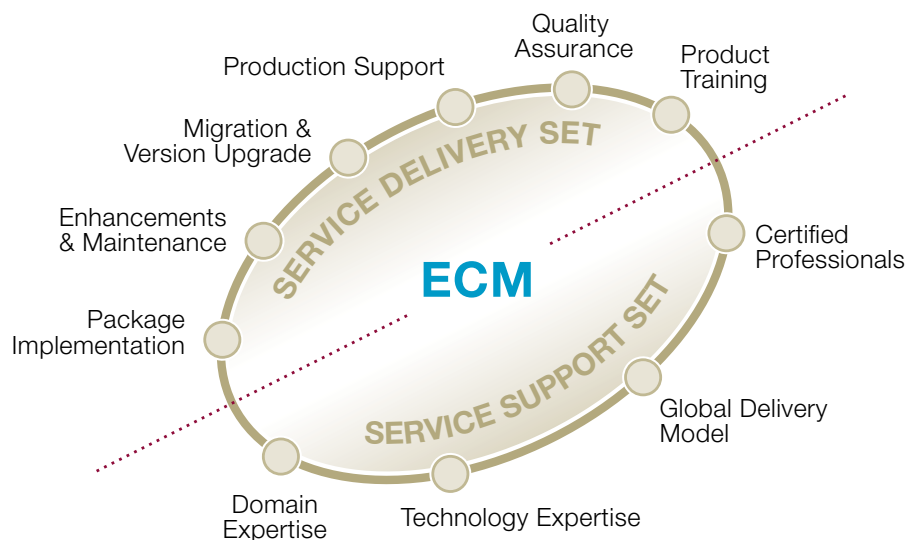 Quality
Assurance
Product
Training
Production Support
Migration &
Version Upgrade
SERVICE DELIVERY SET
Enhancements
& Maintenance
Certified
Professionals
ECM
Package
Implementation
SERVICE SUPPORT SET
Global Delivery
Model
Domain
Expertise
Technology Expertise